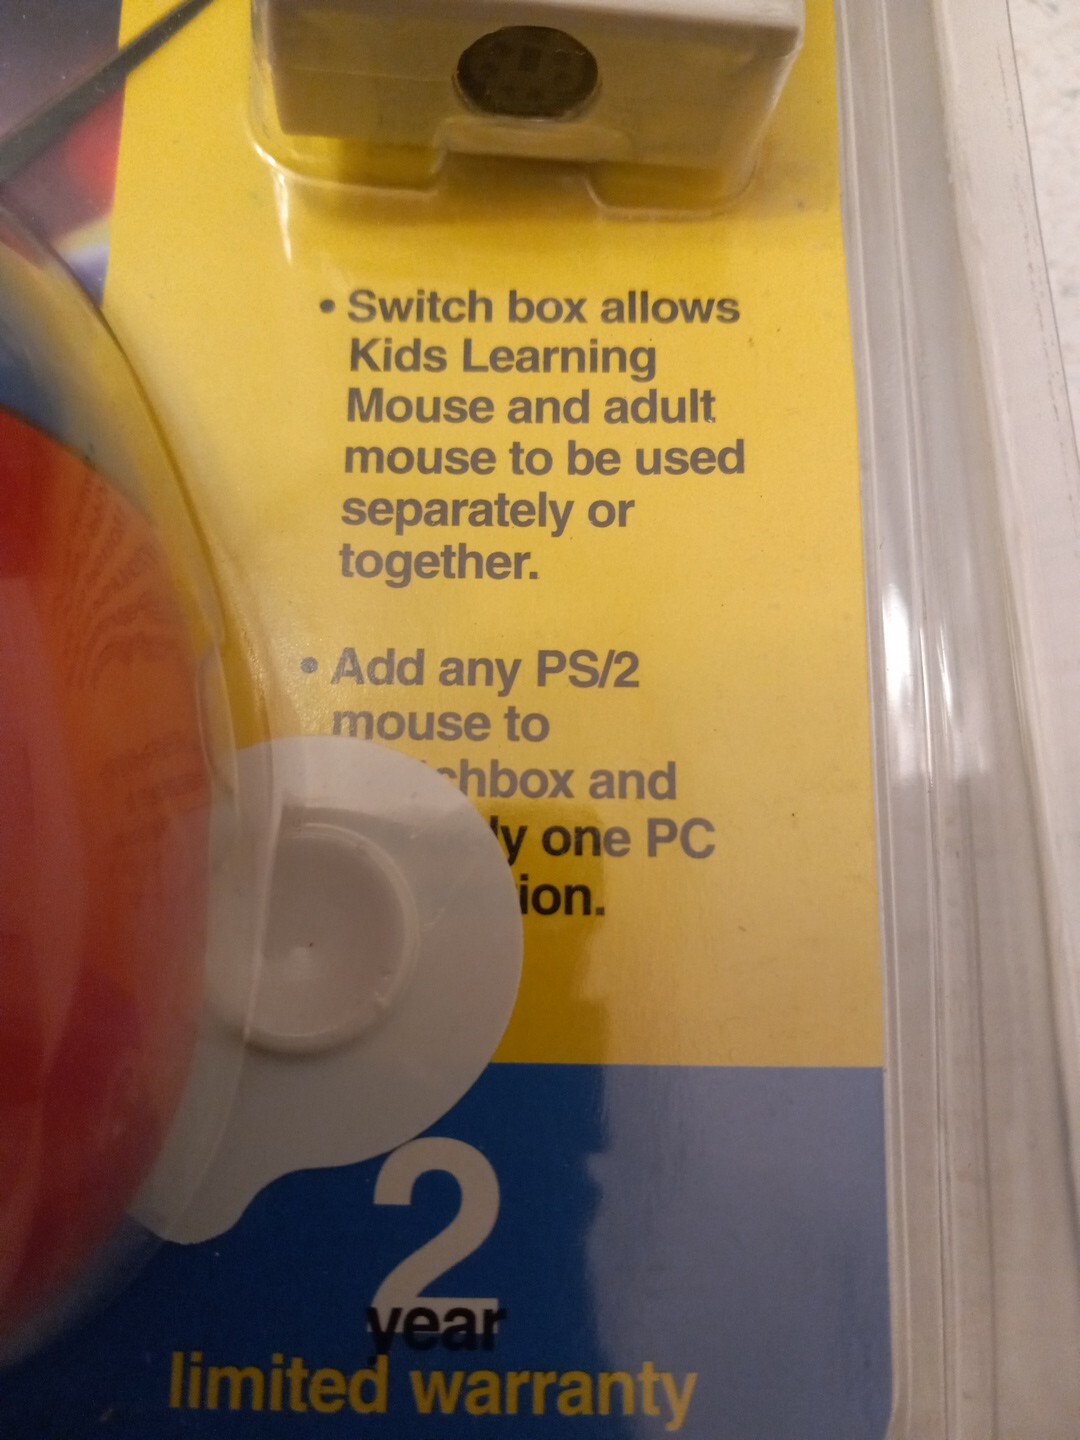 • Switch box allows
Kids Learning
Mouse and adult
mouse to be used
separately or
together.
• Add any PS/2
mouse to
chbox and
ly one PC
ion.
2
year
limited warranty